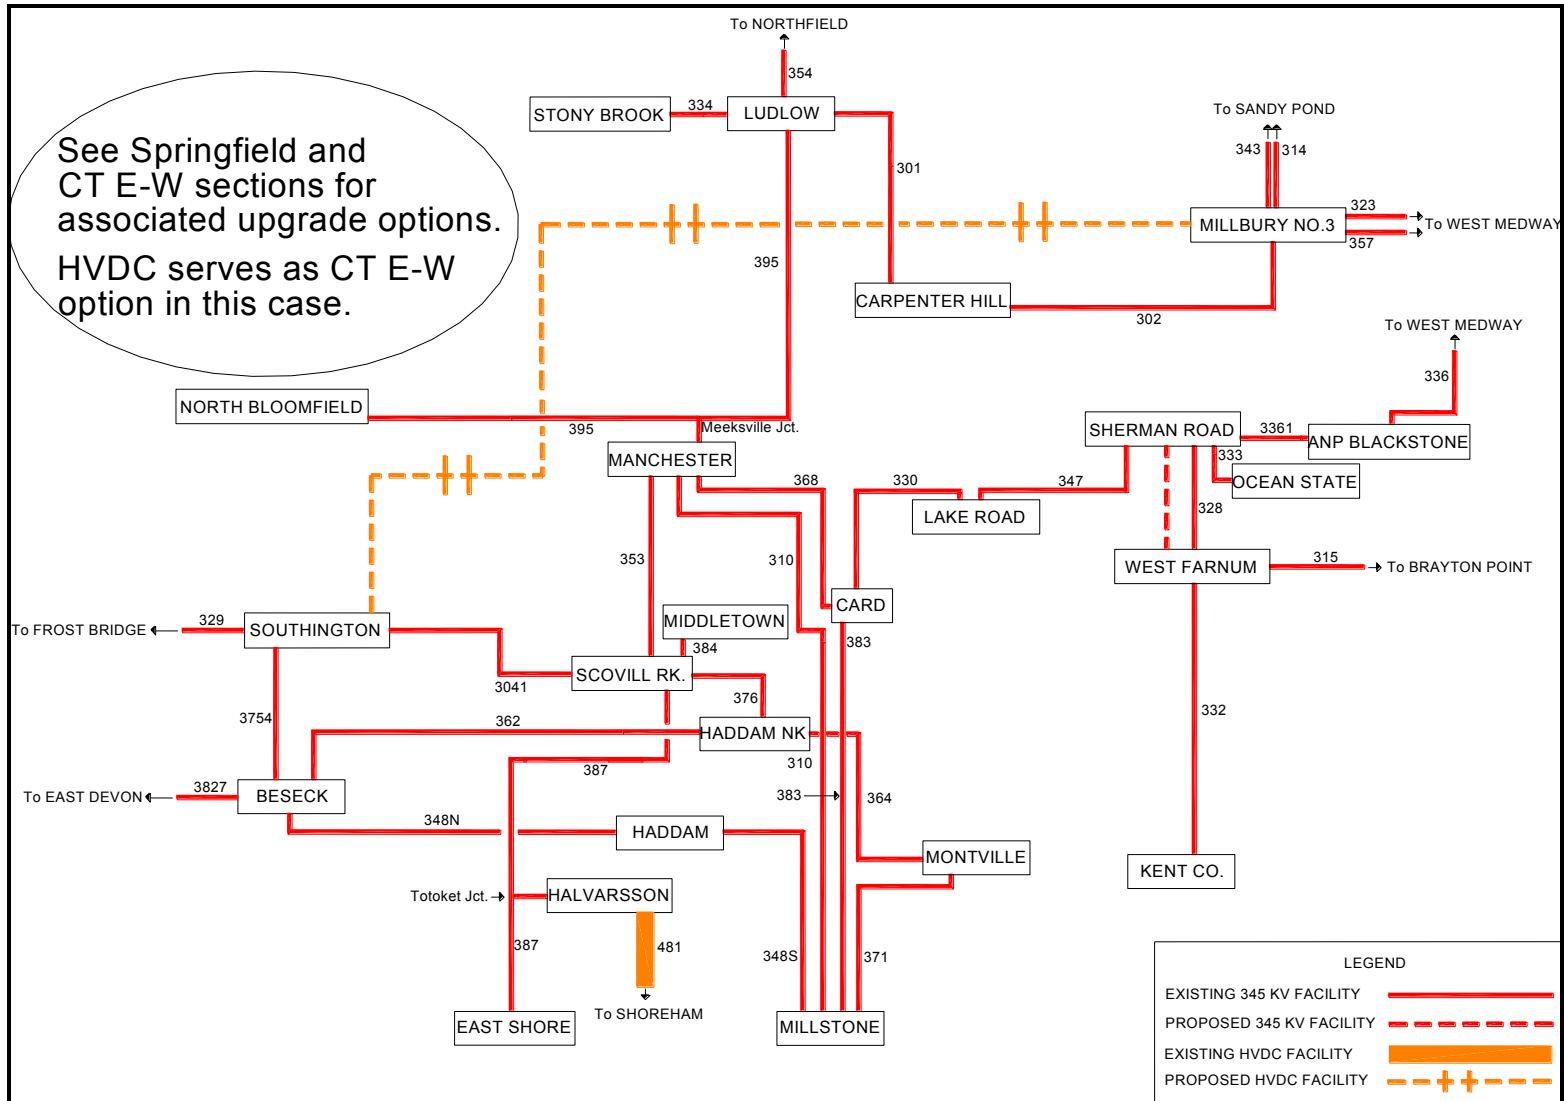 To NORTHFIELD
354
STONY BROOK
334
LUDLOW
To SANDY POND
343
314
See Springfield and
CT E-W sections for
associated upgrade options.
HVDC serves as CT E-W
option in this case.
301
323
MILLBURY NO.3
To WEST MEDWAY
357
395
CARPENTER HILL
302
To WEST MEDWAY
336
NORTH BLOOMFIELD
395
Meeksville Jct.
SHERMAN ROAD
3361
ANP BLACKSTONE
MANCHESTER
333
OCEAN STATE
368
330
347
LAKE ROAD
328
353
310
WEST FARNUM
315
To BRAYTON POINT
CARD
MIDDLETOWN
329
To FROST BRIDGE
SOUTHINGTON
384
383
SCOVILL RK.
3041
376
3754
362
HADDAM NK
332
387
310
To EAST DEVON
3827
BESECK
383
364
348N
HADDAM
MONTVILLE
KENT CO.
Totoket Jct.
HALVARSSON
387
481
348S
371
To SHOREHAM
EAST SHORE
MILLSTONE
LEGEND
EXISTING 345 KV FACILITY
PROPOSED 345 KV FACILITY
EXISTING HVDC FACILITY
PROPOSED HVDC FACILITY